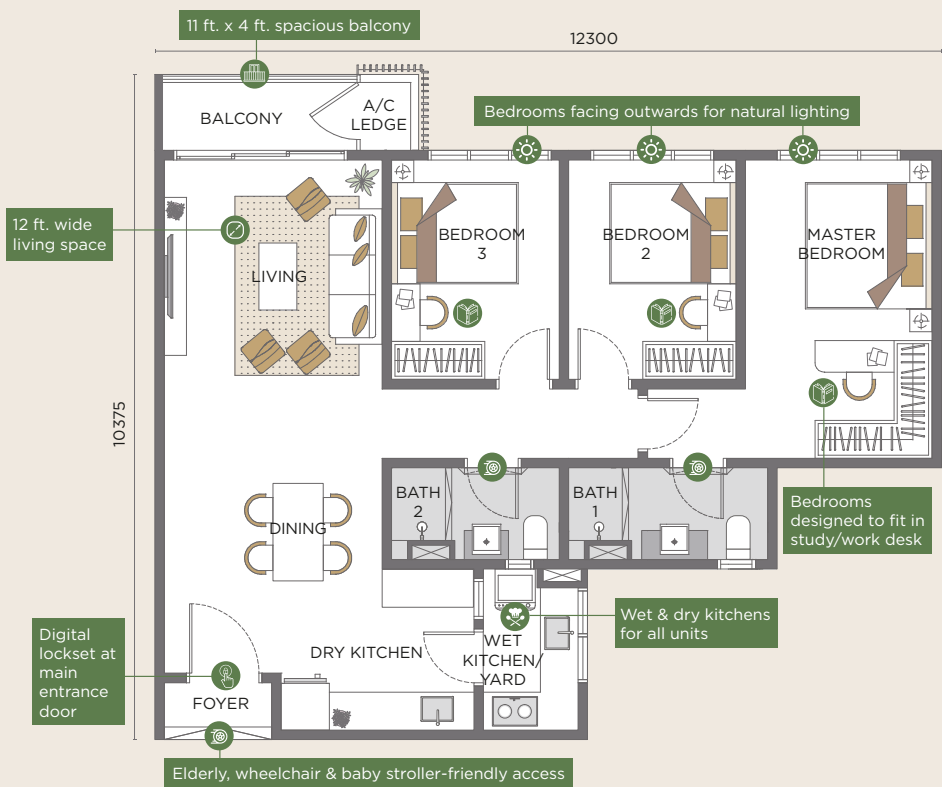 11 ft. x 4 ft. spacious balcony
12300
BALCONY
A/C
LEDGE
Bedrooms facing outwards for natural lighting
12 ft. wide
living space
LIVING
BEDROOM
3
BEDROOM
2
MASTER
BEDROOM
10375
BATH
2
BATH
1
Bedrooms
designed to fit in
study/work desk
DINING
Wet & dry kitchens
for all units
Digital
lockset at
main
entrance
door
DRY KITCHEN
WET
KITCHEN/
YARD
FOYER
Elderly, wheelchair & baby stroller-friendly access